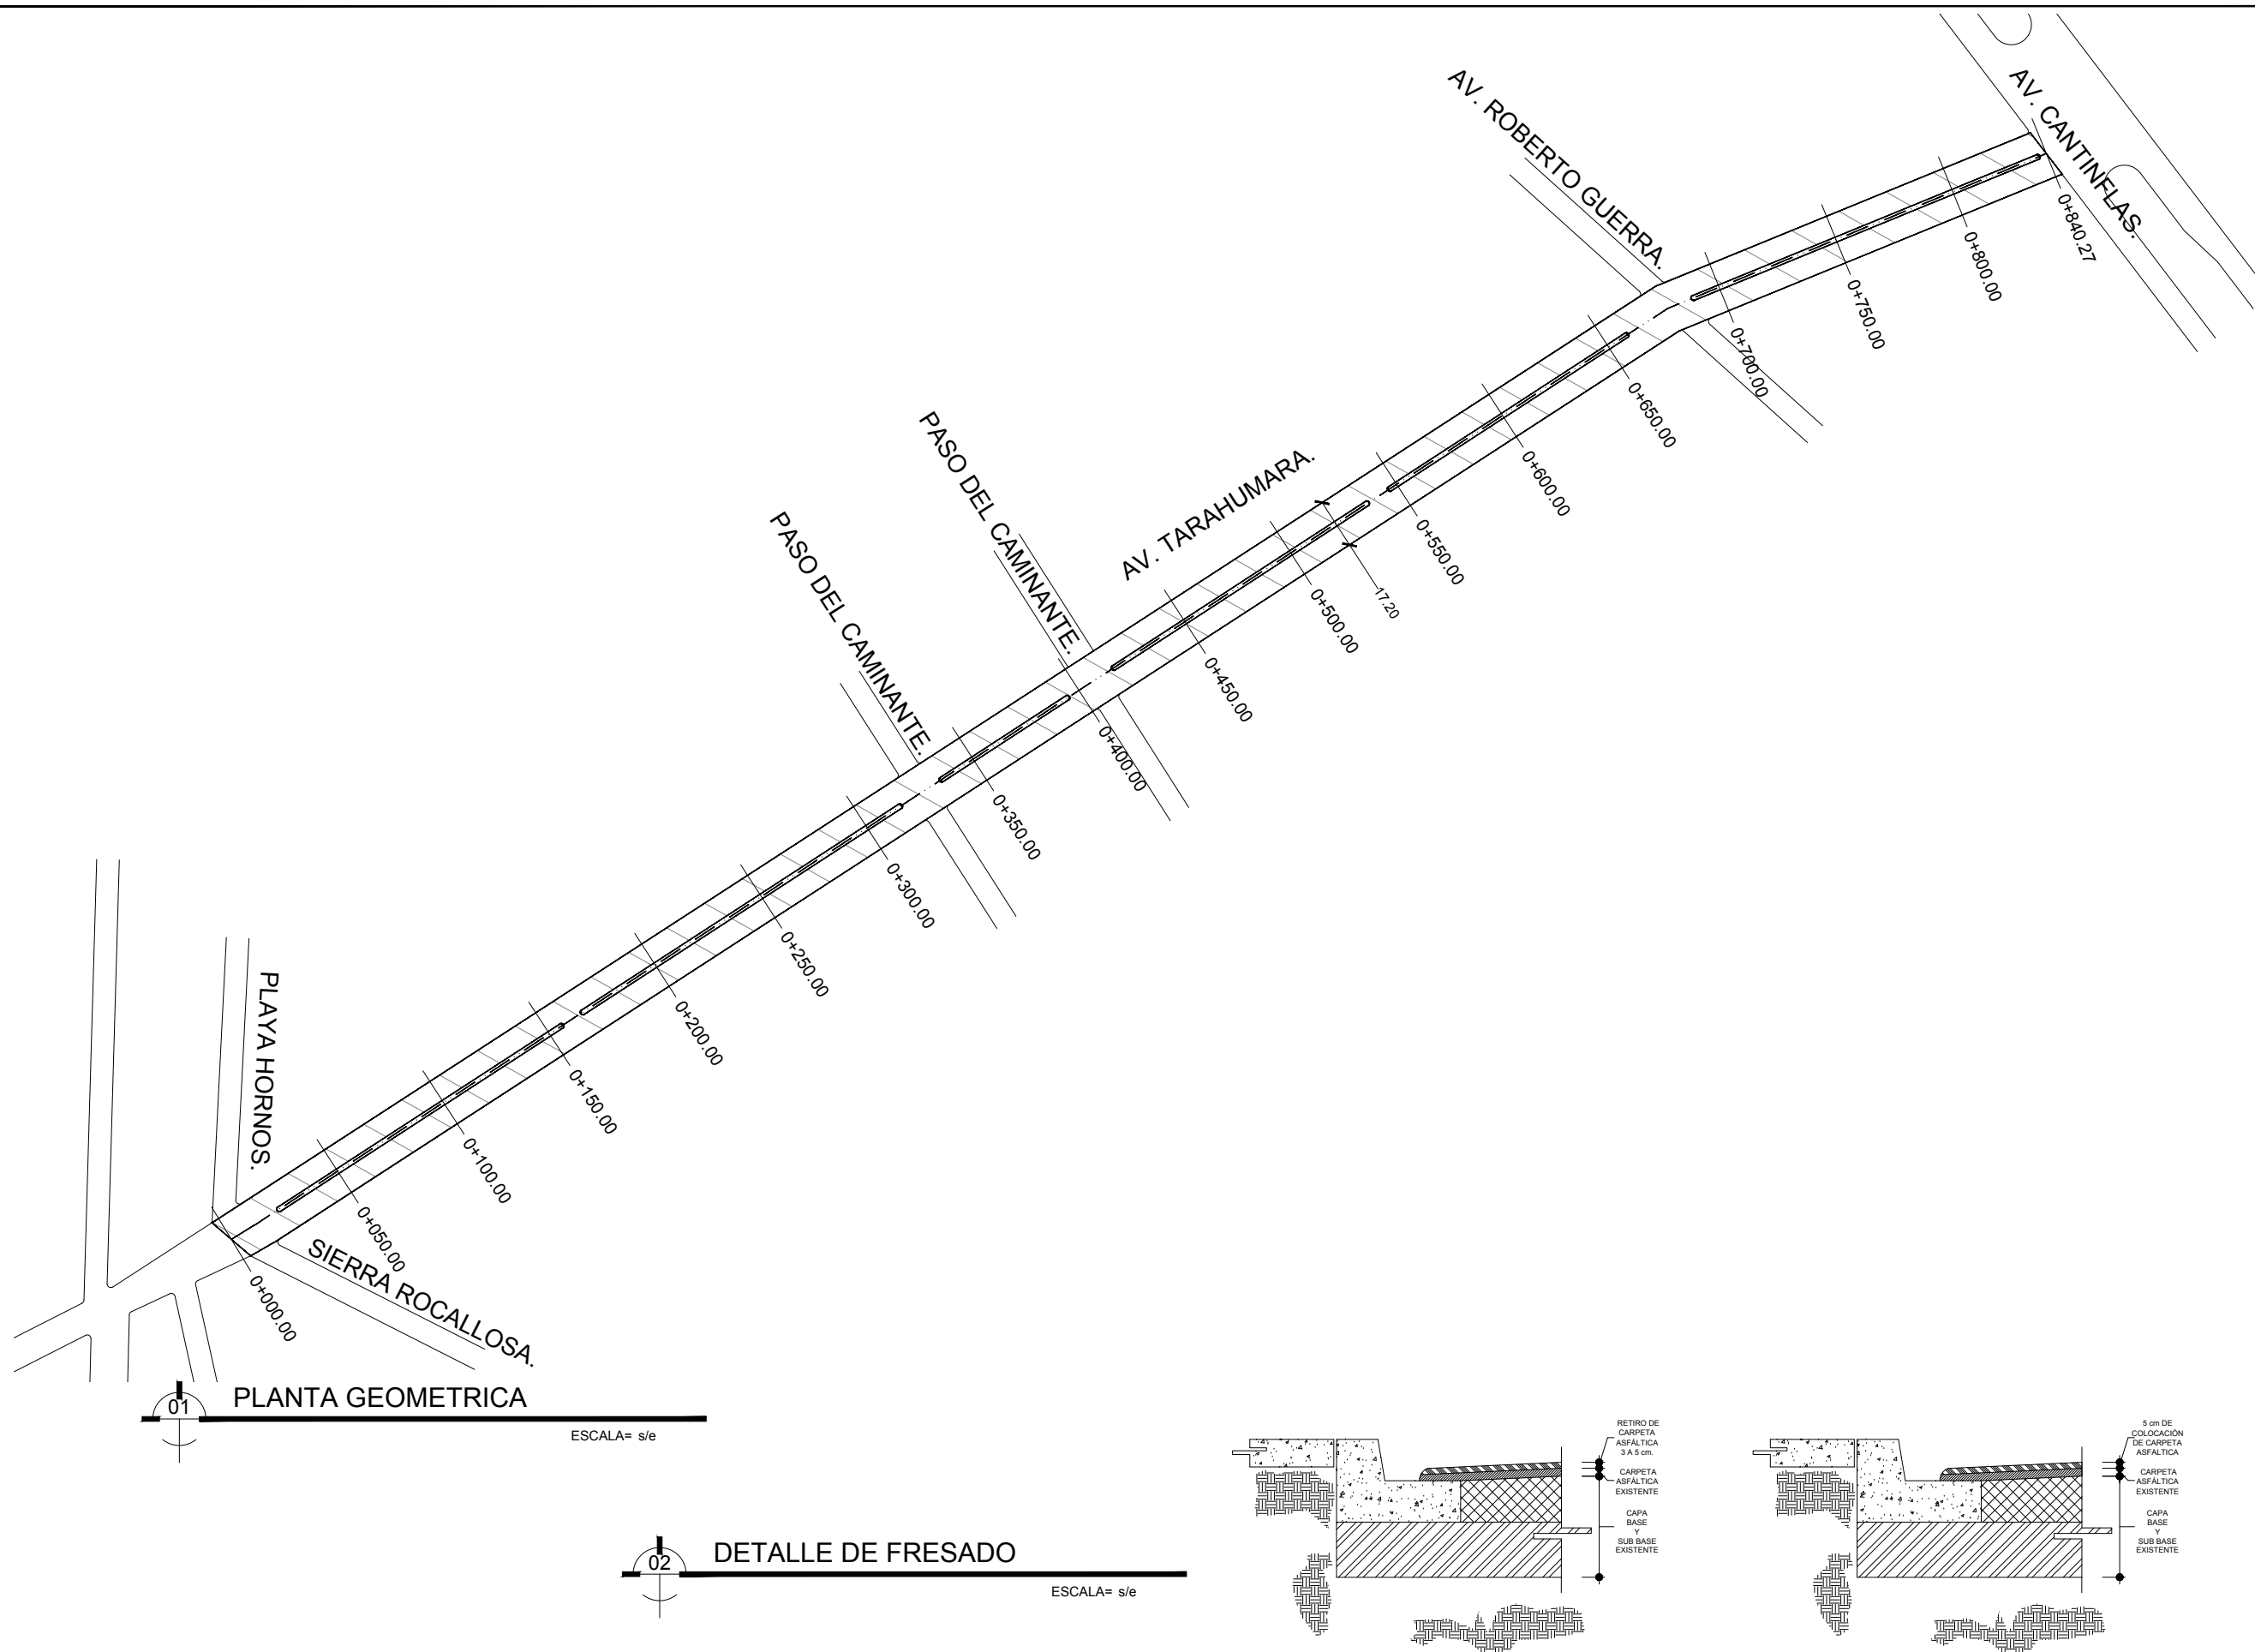 AV. CANTINFLAS.
AV. ROBERTO GUERRA.
0+840.27
0+800.00
0+750.00
0+700.00
0+650.00
PASO DEL CAMINANTE.
AV. TARAHUMARA.
0+600.00
PASO DEL CAMINANTE.
0+550.00
17.20
0+500.00
0+450.00
0+400.00
0+350.00
0+300.00
0+250.00
PLAYA HORNOS.
0+200.00
0+150.00
0+100.00
0+050.00
SIERRA ROCALLOSA.
0+000.00
01
PLANTA GEOMETRICA
ESCALA= s/e
02
DETALLE DE FRESADO
ESCALA= s/e
RETIRO DE
CARPETA
ASFÁLTICA
3 A 5 cm.
CARPETA
ASFÁLTICA
EXISTENTE
CAPA
BASE
Y
SUB BASE
EXISTENTE
5 cm DE
COLOCACIÓN
DE CARPETA
ASFALTICA
CARPETA
ASFÁLTICA
EXISTENTE
CAPA
BASE
Y
SUB BASE
EXISTENTE